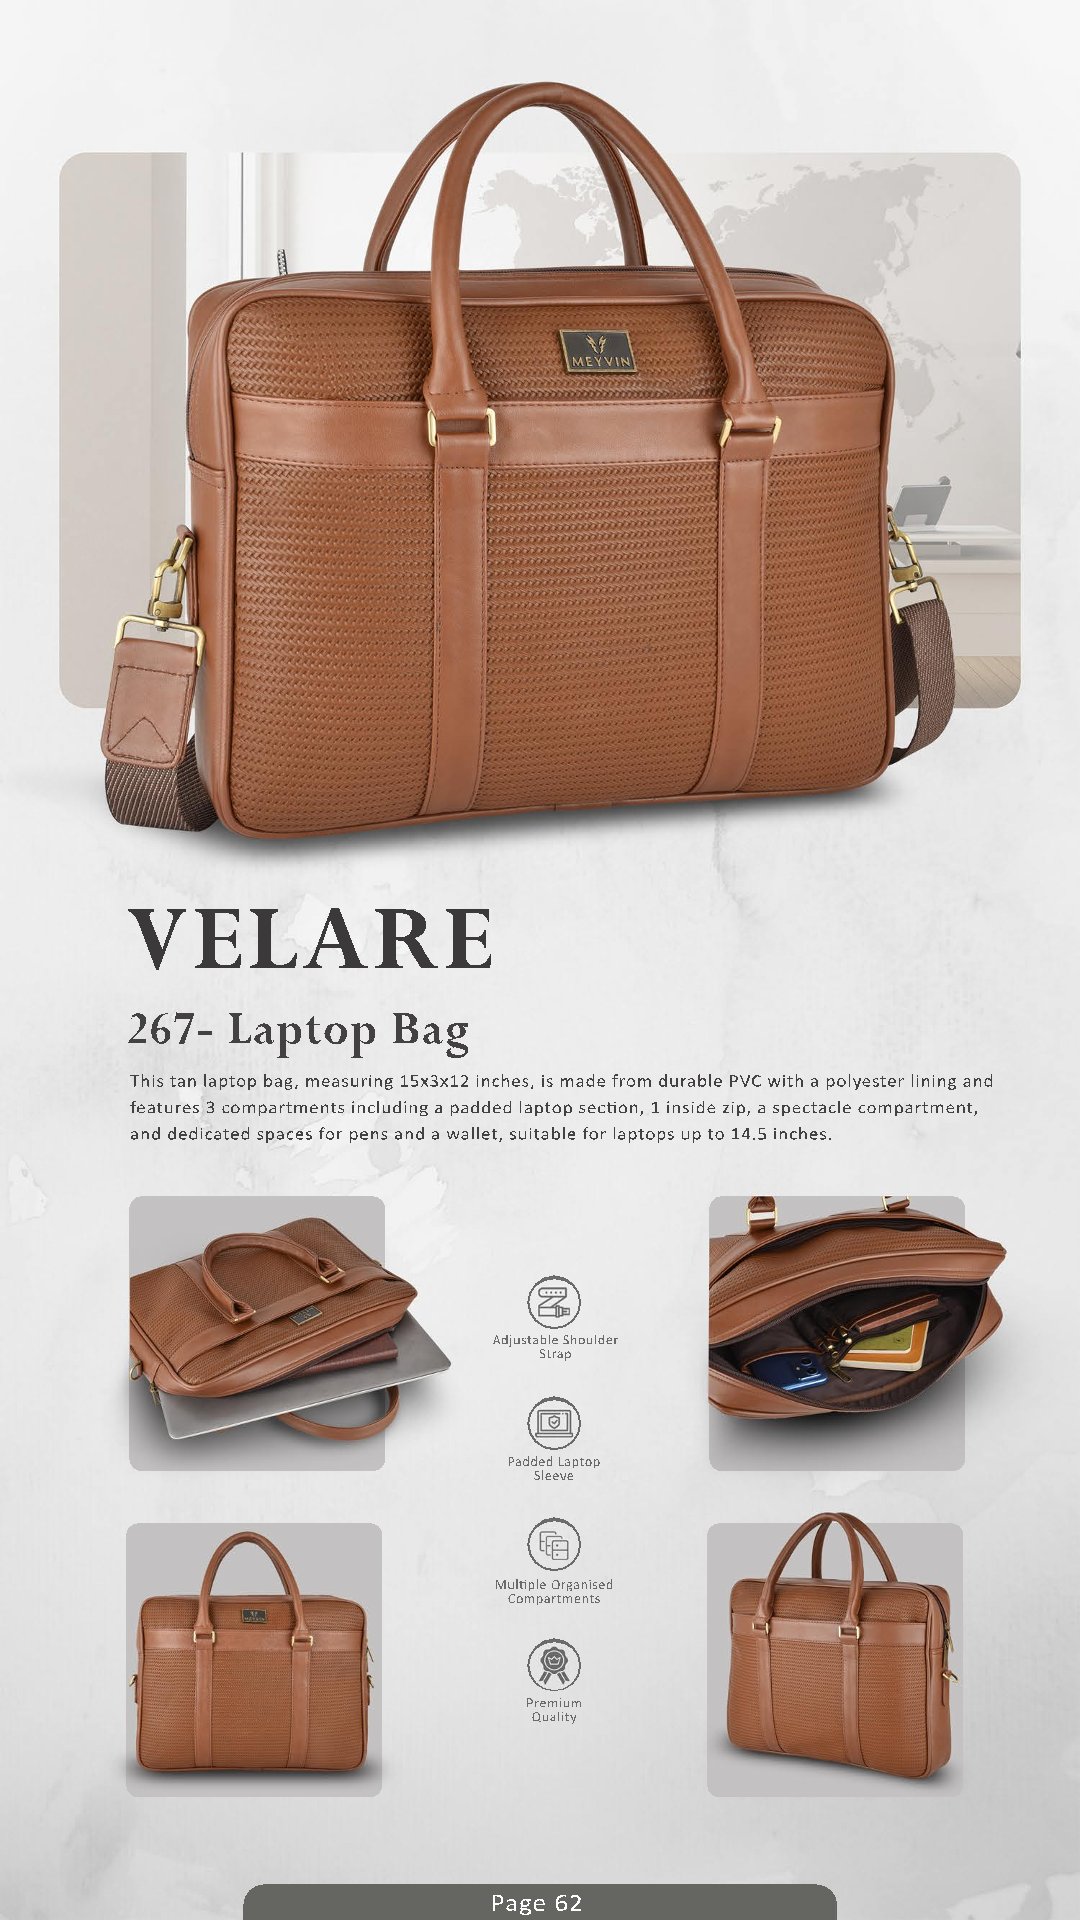 MEYVIN
VELARE
267- Laptop Bag
This tan laptop bag, measuring 15x3x12 inches, is made from durable PVC with a polyester lining and
features 3 compartments including a padded laptop section, 1 inside zip, a spectacle compartment,
and dedicated spaces for pens and a wallet, suitable for laptops up to 14.5 inches.
Adjustable Shoulder
Strap
Padded Laptop
Sleeve
Multiple Organised
Compartments
Premium
Quality
MEYVIN
Page 62